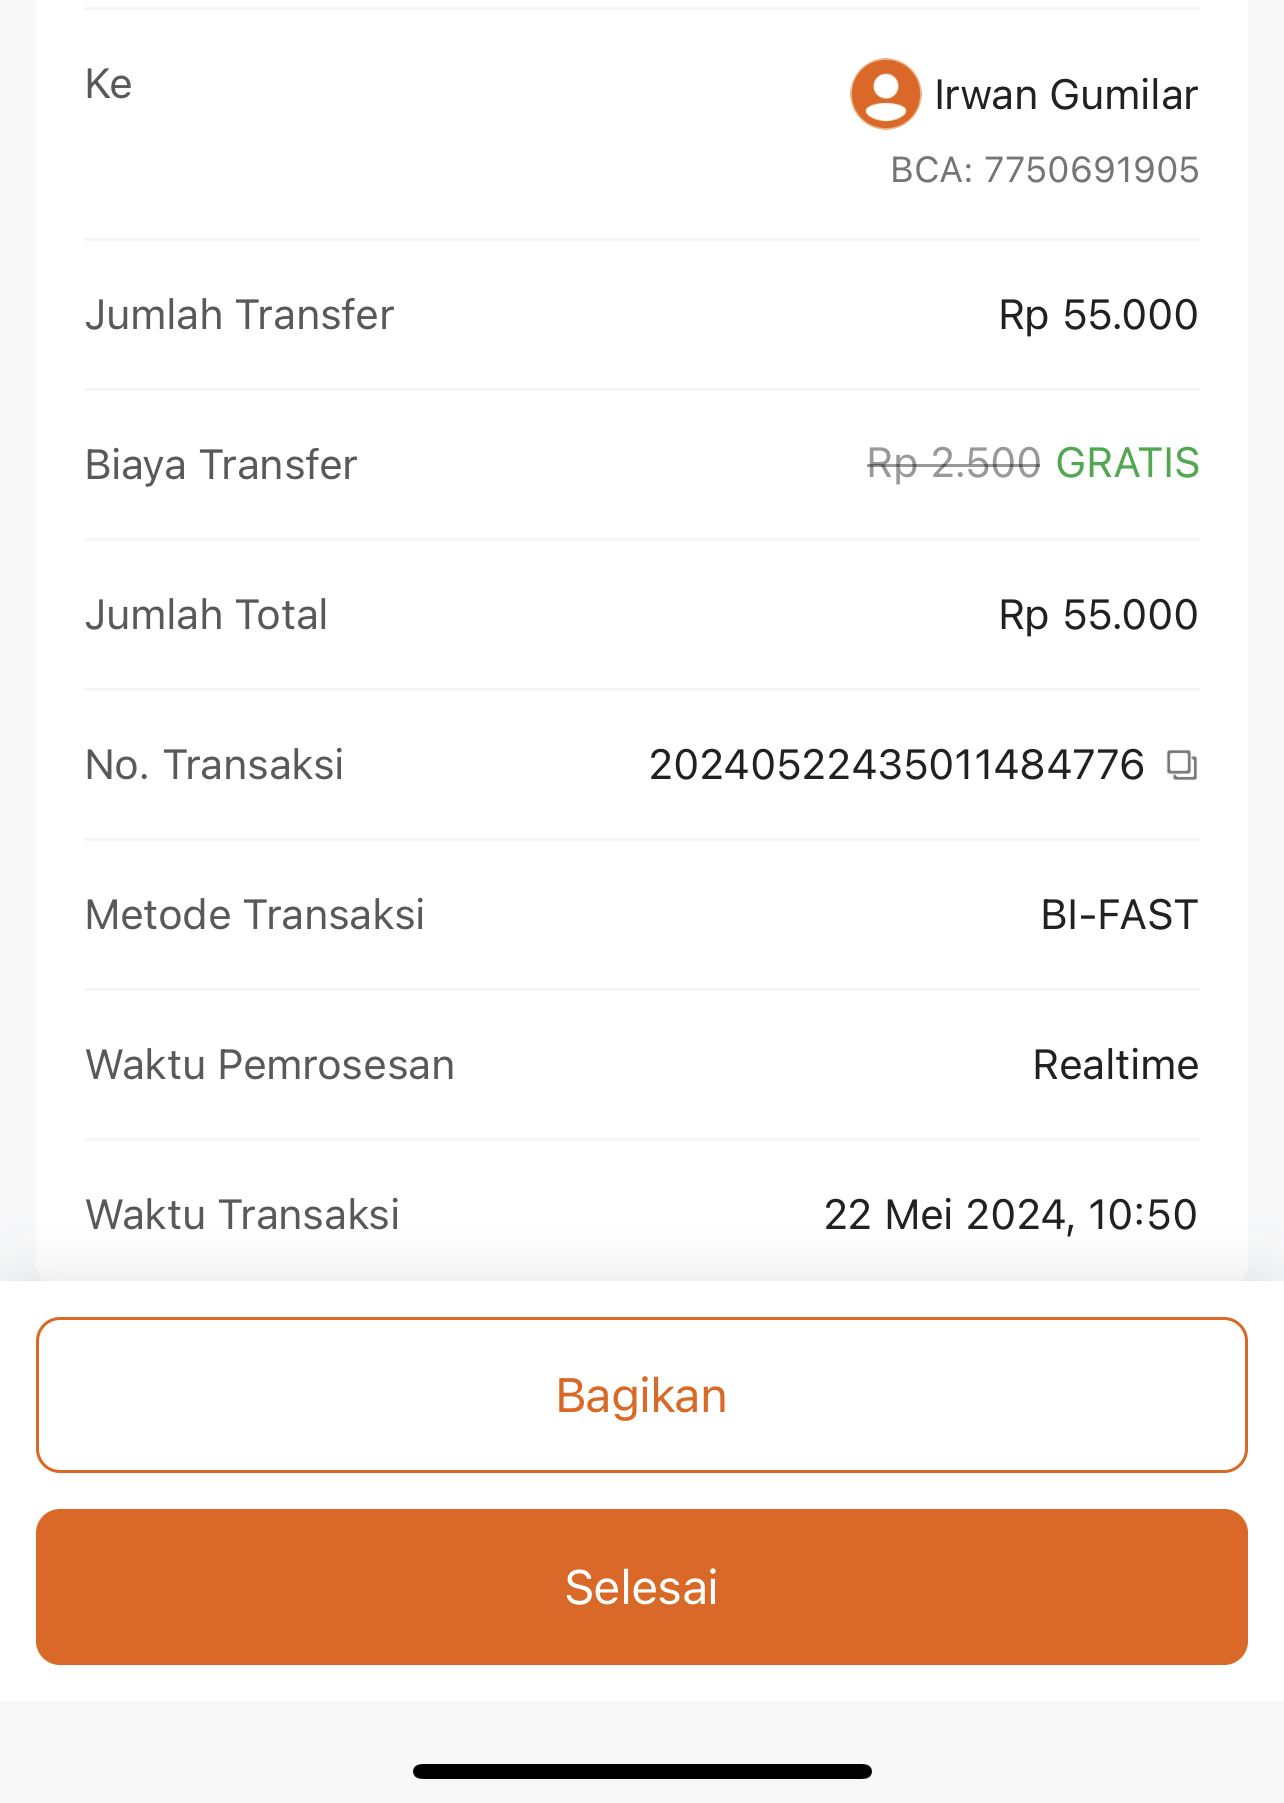 Ke
Irwan Gumilar
BCA: 7750691905
Jumlah Transfer Rp 55.000
Biaya Transfer Rp 2.500 GRATIS
Jumlah Total Rp 55.000
No. Transaksi 20240522435011484776
Metode Transaksi BI-FAST
Waktu Pemrosesan Realtime
Waktu Transaksi 22 Mei 2024, 10:50
Bagikan
Selesai